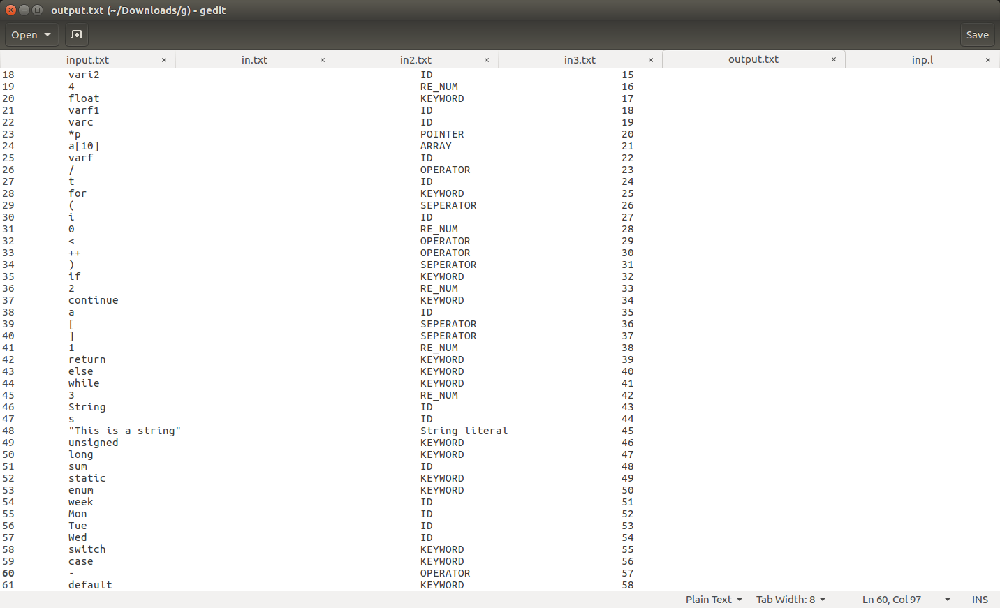 output.txt (~/Downloads/g) - gedit
Open Save
input.txt × in.txt × in2.txt × in3.txt × output.txt × inp.l ×
18 vari2 ID 15
19 4 RE_NUM 16
20 float KEYWORD 17
21 varf1 ID 18
22 varc ID 19
23 *p POINTER 20
24 a[10] ARRAY 21
25 varf ID 22
26 / OPERATOR 23
27 t ID 24
28 for KEYWORD 25
29 ( SEPERATOR 26
30 i ID 27
31 0 RE_NUM 28
32 < OPERATOR 29
33 ++ OPERATOR 30
34 ) SEPERATOR 31
35 if KEYWORD 32
36 2 RE_NUM 33
37 continue KEYWORD 34
38 a ID 35
39 [ SEPERATOR 36
40 ] SEPERATOR 37
41 1 RE_NUM 38
42 return KEYWORD 39
43 else KEYWORD 40
44 while KEYWORD 41
45 3 RE_NUM 42
46 String ID 43
47 s ID 44
48 "This is a string" String literal 45
49 unsigned KEYWORD 46
50 long KEYWORD 47
51 sum ID 48
52 static KEYWORD 49
53 enum KEYWORD 50
54 week ID 51
55 Mon ID 52
56 Tue ID 53
57 Wed ID 54
58 switch KEYWORD 55
59 case KEYWORD 56
60 - OPERATOR 57
61 default KEYWORD 58
Plain Text Tab Width: 8 Ln 60, Col 97 INS